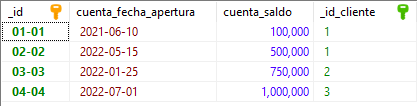 _id cuenta_fecha_apertura cuenta_saldo _id_cliente
01-01 2021-06-10 100,000 1
02-02 2022-05-15 500,000 1
03-03 2022-01-25 750,000 2
04-04 2022-07-01 1,000,000 3